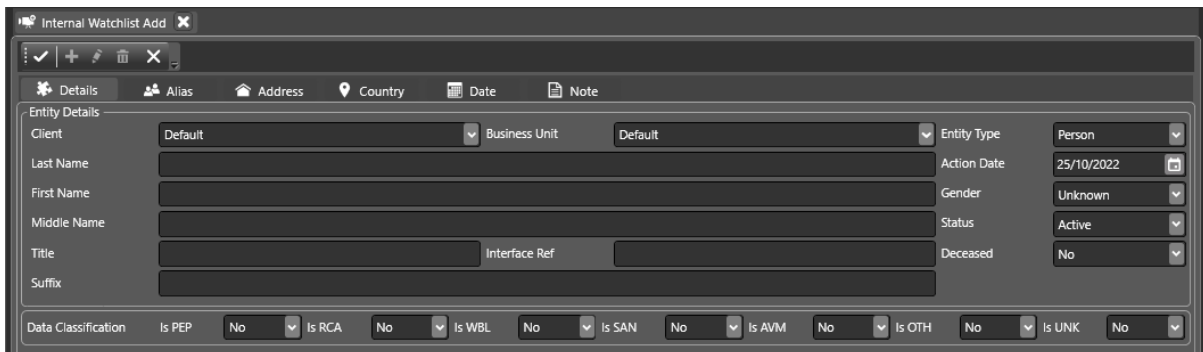 Internal Watchlist Add
Details Alias Address Country Date Note
Entity Details
Client Default Business Unit Default Entity Type Person
Last Name Action Date 25/10/2022
First Name Gender Unknown
Middle Name Status Active
Title Interface Ref Deceased No
Suffix
Data Classification Is PEP No Is RCA No Is WBL No Is SAN No Is AVM No Is OTH No Is UNK No